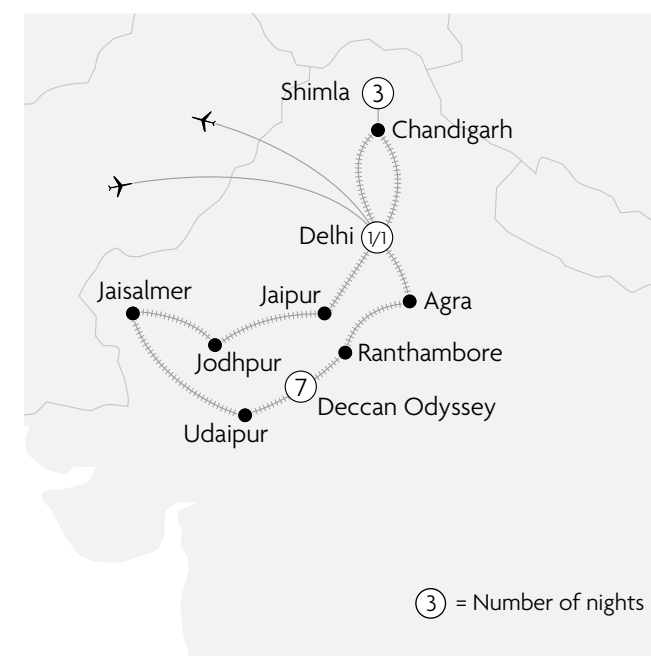 Shimla 3
Chandigarh
Delhi 1/1
Jaisalmer
Jaipur
Agra
Jodhpur
Ranthambore
7
Deccan Odyssey
Udaipur
3 = Number of nights